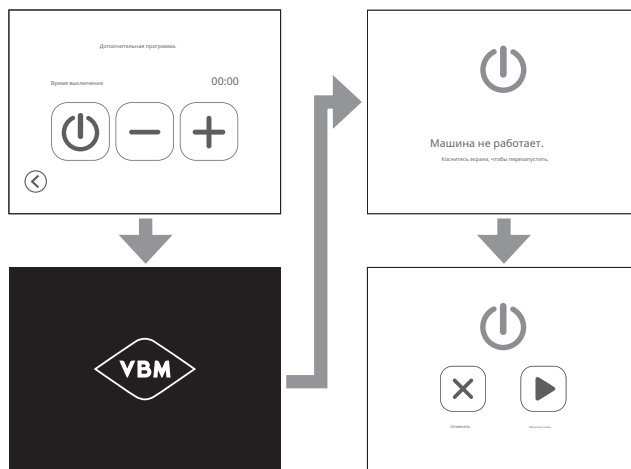 Дополнительная программа.
Время выключения 00:00
VBM
Машина не работает.
Коснитесь экрана, чтобы перезапустить.
Отменить